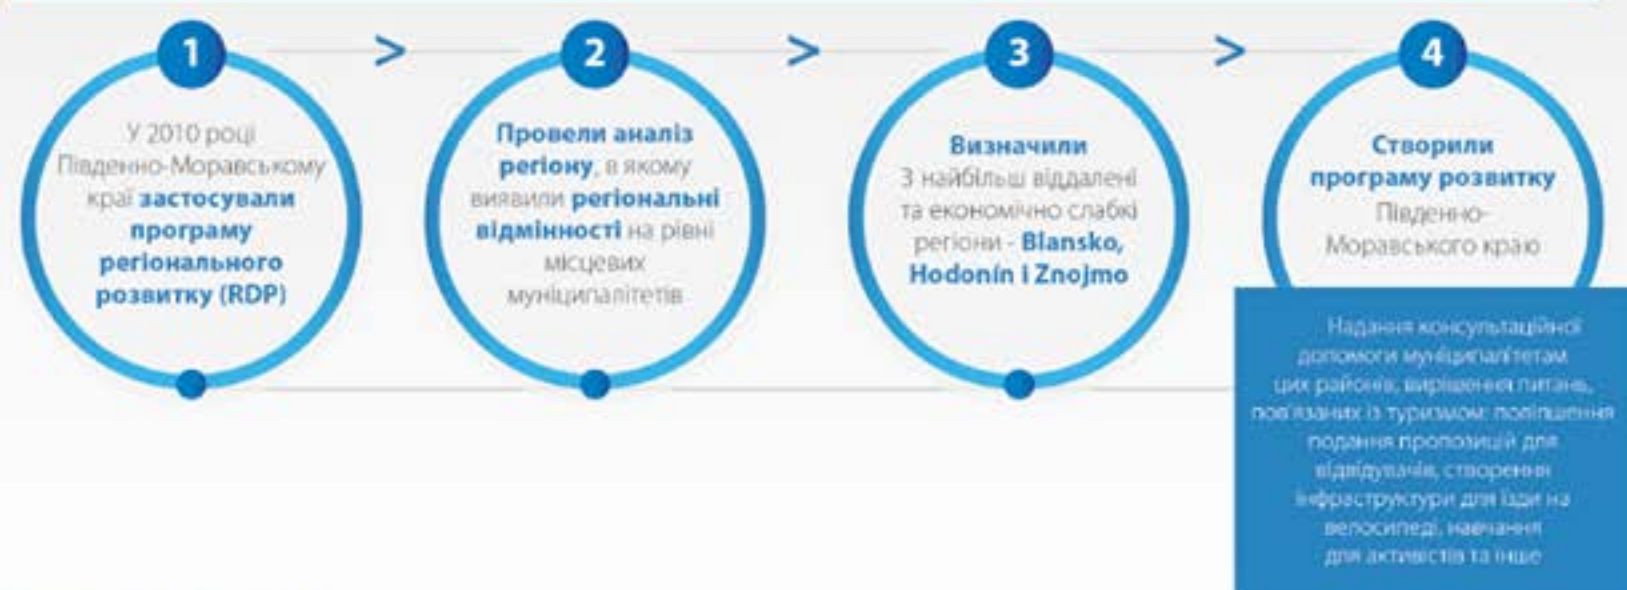 1
У 2010 році
Південно-Моравському
краї застосували
програму
регіонального
розвитку (RDP)
>
2
Провели аналіз
регіону, в якому
виявили регіональні
відмінності на рівні
місцевих
муніципалітетів
>
3
Визначили
3 найбільш віддалені
та економічно слабкі
регіони - Blansko,
Hodonín і Znojmo
>
4
Створили
програму розвитку
Південно-
Моравського краю
Надання консультаційної
допомоги муніципалітетам
цих районів, вирішення питань,
пов'язаних із туризмом: поліпшення
подання пропозицій для
відвідувачів, створення
інфраструктури для їзди на
велосипеді, навчання
для активістів та інше